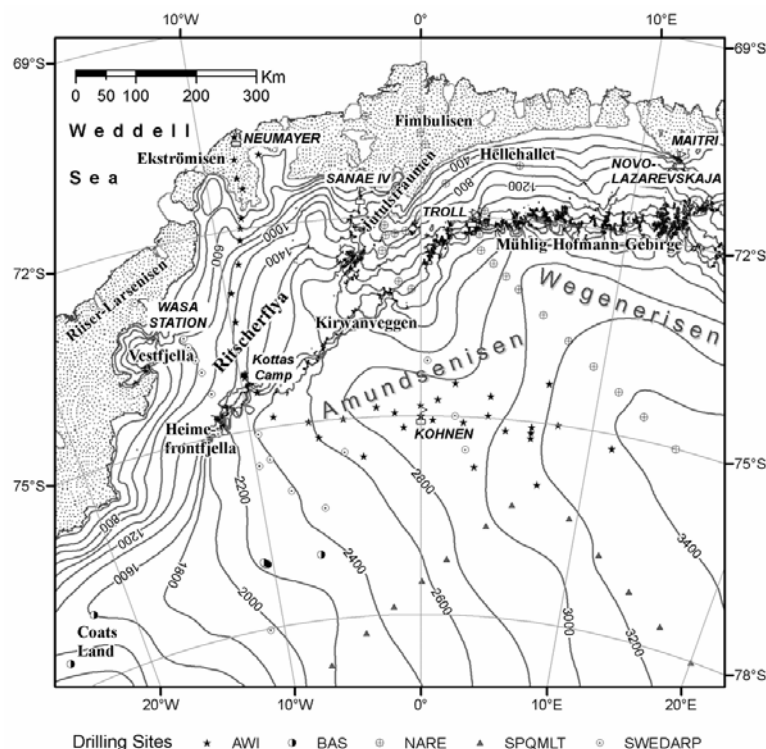 10°W 0° 10°E
69°S 69°S
Km
0 50 100 200 300
Weddell
Sea
NEUMAYER
Ekströmisen
Fimbulisen
SANAE IV
Jutulstraumen
Hellehallet
400
800
1200
MAITRI
NOVO-
LAZAREVSKAJA
TROLL
Mühlig-Hofmann-Gebirge
600
1000
1400
72°S 72°S
Riiser-Larsenisen
WASA
STATION
Vestfjella
Ritscherflya
Kirwanveggen
Kottas
Camp
Wegenerisen
Amundsenisen
KOHNEN
Heime-
frontfjella
75°S 75°S
800
1200
1600
1800
2000
2200
2400
2600
2800
3000
3200
3400
Coats
Land
78°S
20°W 10°W 0° 10°E 20°E
Drilling Sites AWI BAS NARE SPQMLT SWEDARP